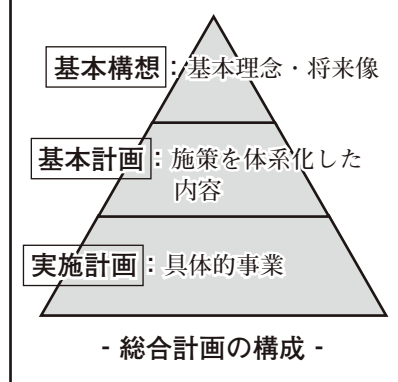 基本構想：基本理念・将来像
基本計画：施策を体系化した
内容
実施計画：具体的事業
- 総合計画の構成 -